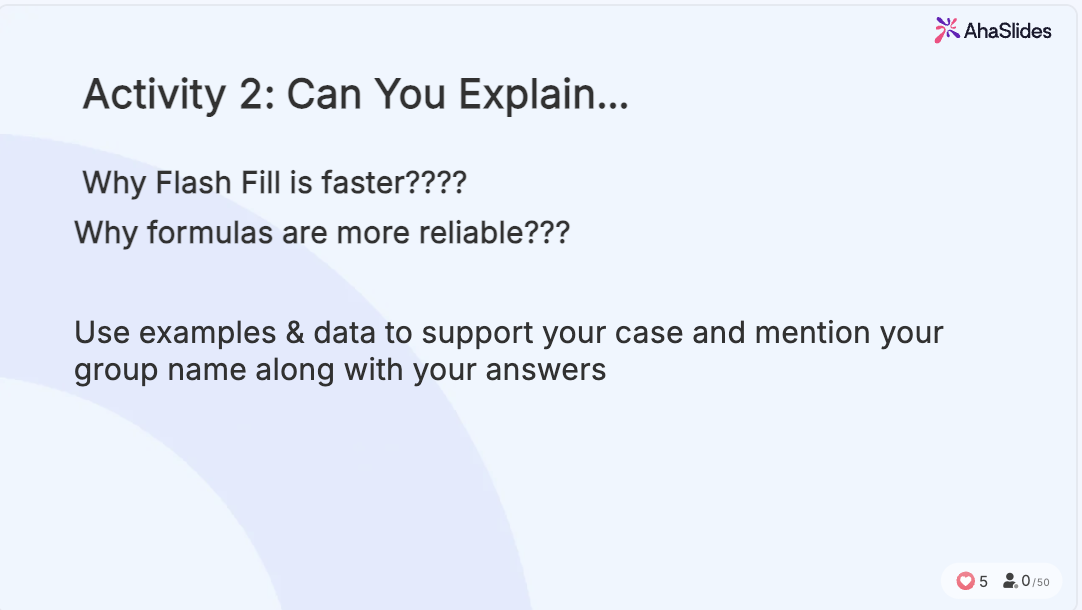 AhaSlides
Activity 2: Can You Explain...
Why Flash Fill is faster????
Why formulas are more reliable???
Use examples & data to support your case and mention your
group name along with your answers
5 0/50